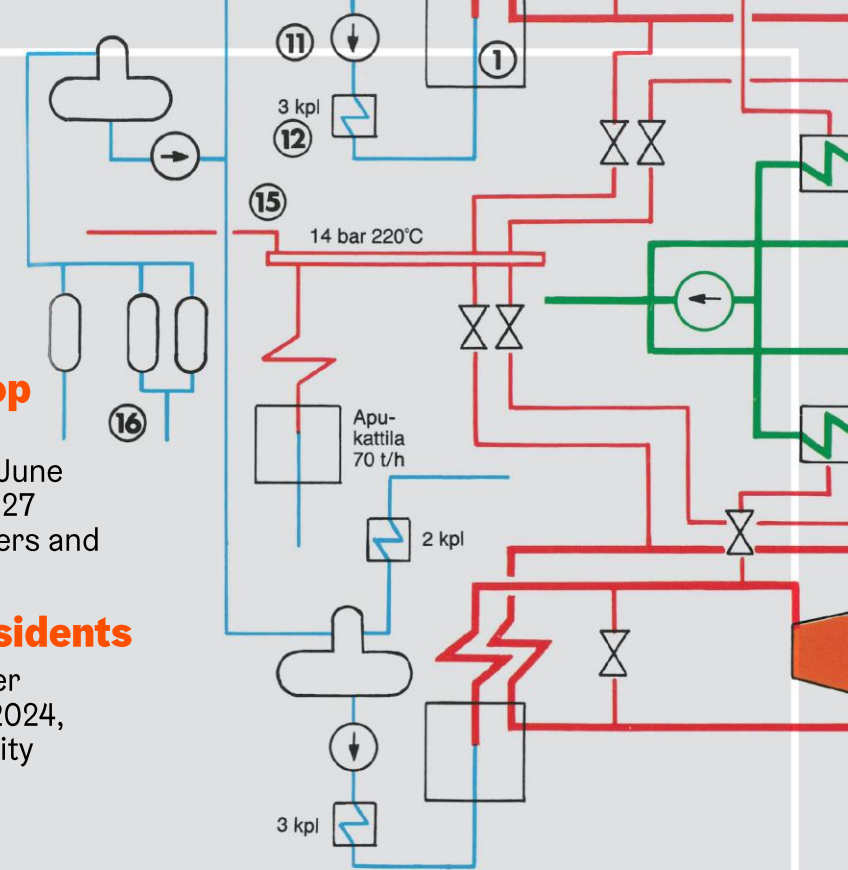 11
1
3 kpl
12
15
14 bar 220°C
16
Apu-
kattila
70 t/h
op
June
27
ers and
2 kpl
sidents
er
2024,
ity
3 kpl